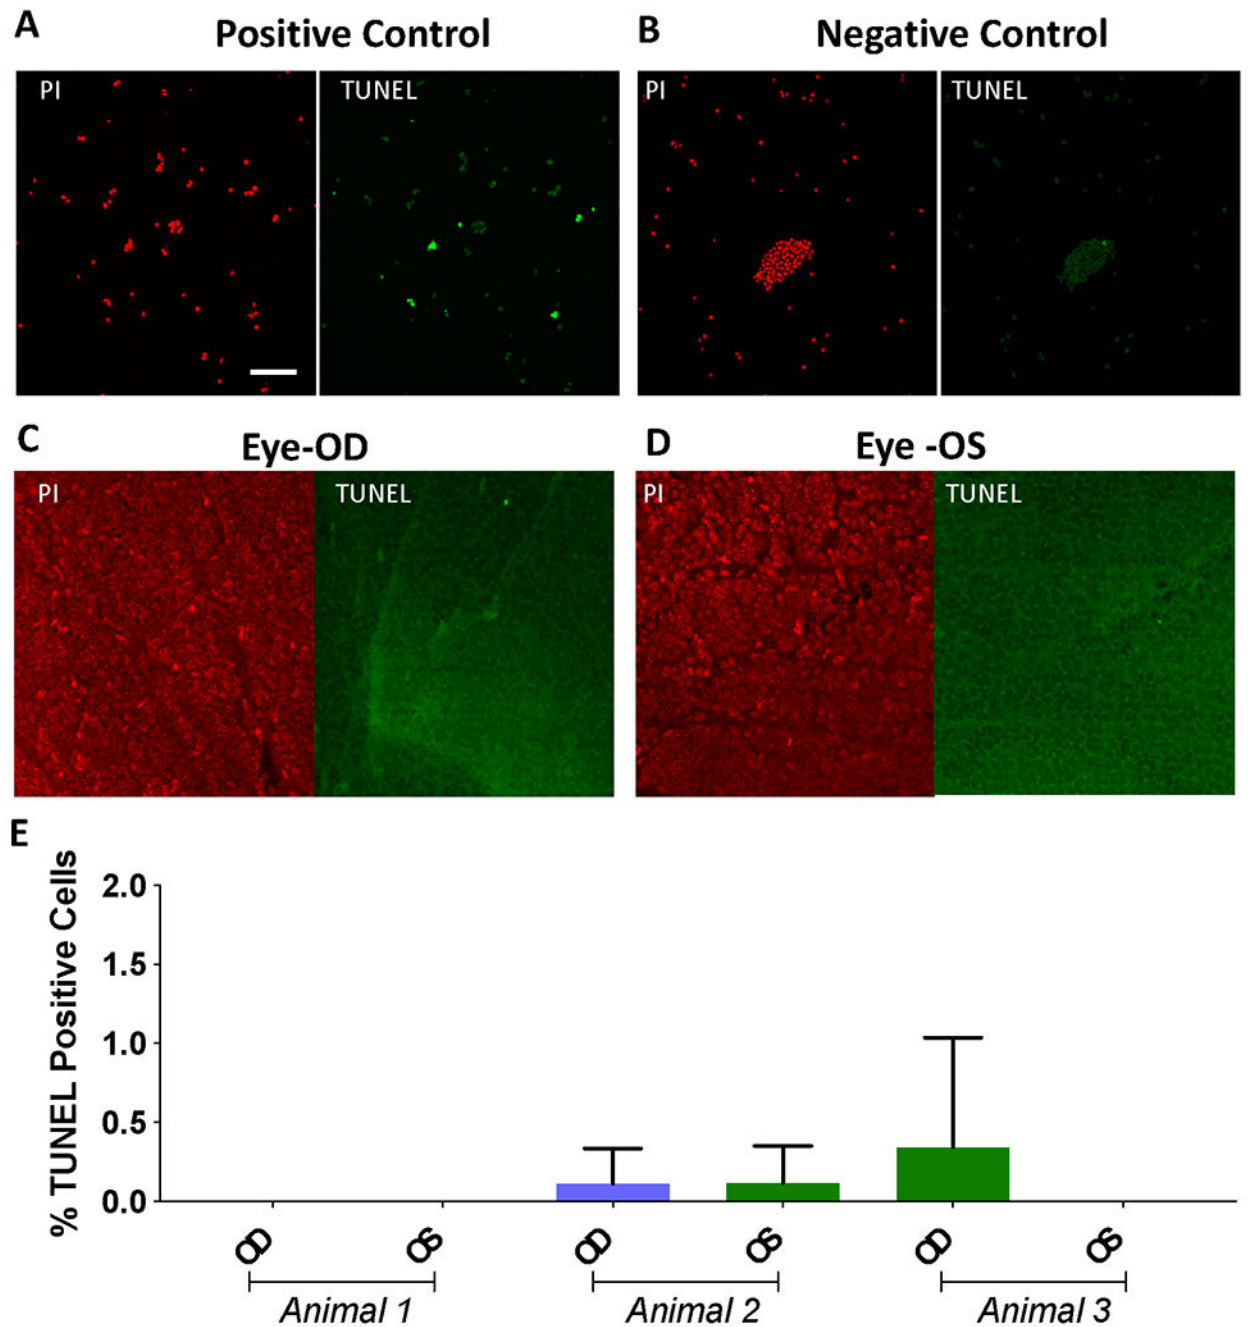 A
Positive Control
B
Negative Control
PI
TUNEL
PI
TUNEL
C
Eye-OD
D
Eye -OS
PI
TUNEL
PI
TUNEL
E
% TUNEL Positive Cells
2.0
1.5
1.0
0.5
0.0
OD
OS
OD
OS
OD
OS
Animal 1
Animal 2
Animal 3